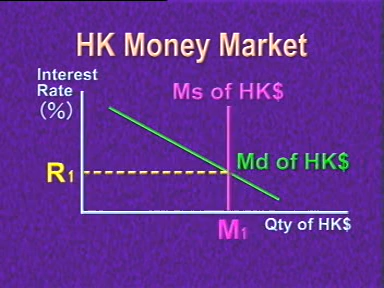 HK Money Market
Interest
Rate
(%)
Ms of HK$
Md of HK$
R1
M1
Qty of HK$